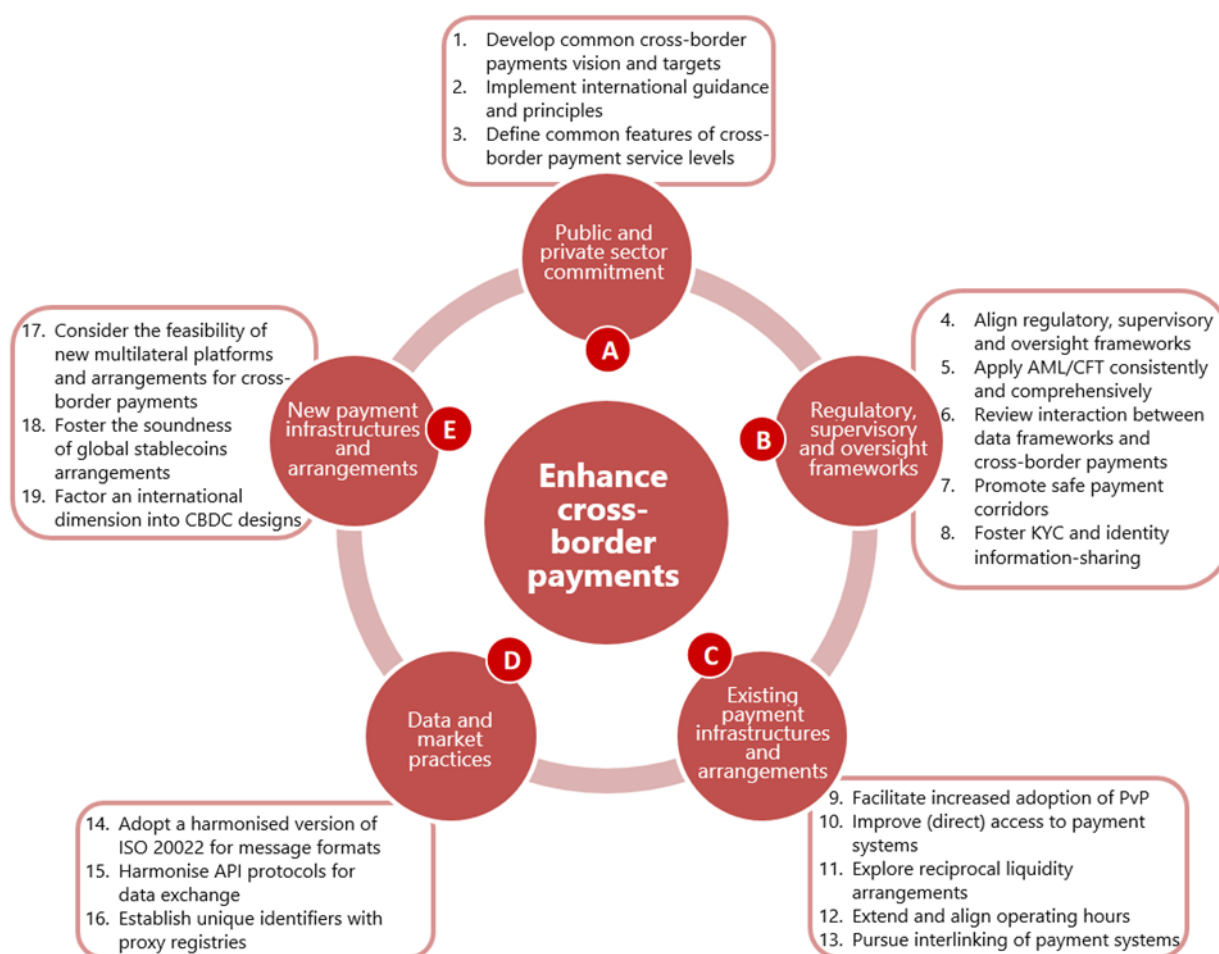 1. Develop common cross-border
payments vision and targets
2. Implement international guidance
and principles
3. Define common features of cross-
border payment service levels
Public and
private sector
commitment
A
17. Consider the feasibility of
new multilateral platforms
and arrangements for cross-
border payments
18. Foster the soundness
of global stablecoins
arrangements
19. Factor an international
dimension into CBDC designs
New payment
infrastructures
and
arrangements
E
Enhance
cross-
border
payments
B
Regulatory,
supervisory
and oversight
frameworks
4. Align regulatory, supervisory
and oversight frameworks
5. Apply AML/CFT consistently
and comprehensively
6. Review interaction between
data frameworks and
cross-border payments
7. Promote safe payment
corridors
8. Foster KYC and identity
information-sharing
D
Data and
market
practices
C
Existing
payment
infrastructures
and
arrangements
14. Adopt a harmonised version of
ISO 20022 for message formats
15. Harmonise API protocols for
data exchange
16. Establish unique identifiers with
proxy registries
9. Facilitate increased adoption of PvP
10. Improve (direct) access to payment
systems
11. Explore reciprocal liquidity
arrangements
12. Extend and align operating hours
13. Pursue interlinking of payment systems